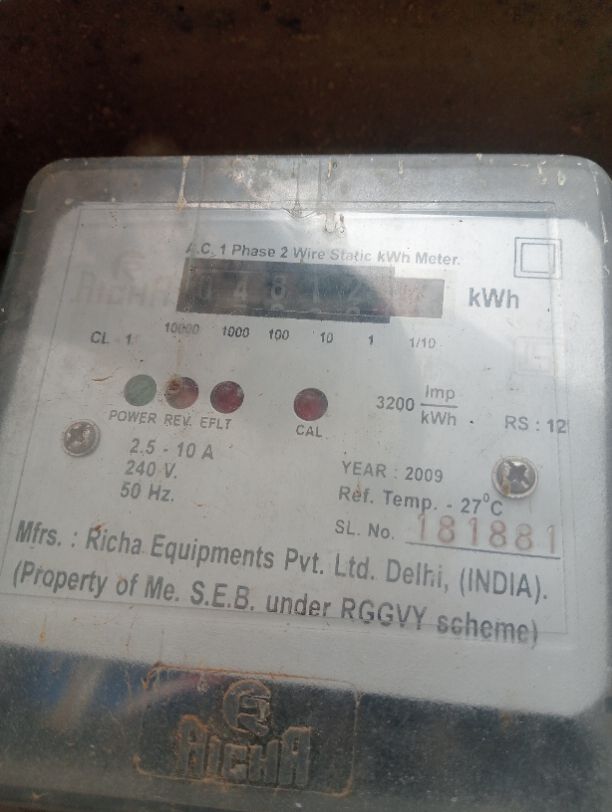 A.C. 1 Phase 2 Wire Static kWh Meter.
kWh
CL - 1 10000 1000 100 10 1 1/10
3200 Imp/kWh
POWER REV. EFLT CAL
RS : 12
2.5 - 10 A
240 V.
50 Hz.
YEAR : 2009
Ref. Temp. - 27°C
SL. No. 181881
Mfrs. : Richa Equipments Pvt. Ltd. Delhi, (INDIA).
(Property of Me. S.E.B. under RGGVY scheme)
RICHA